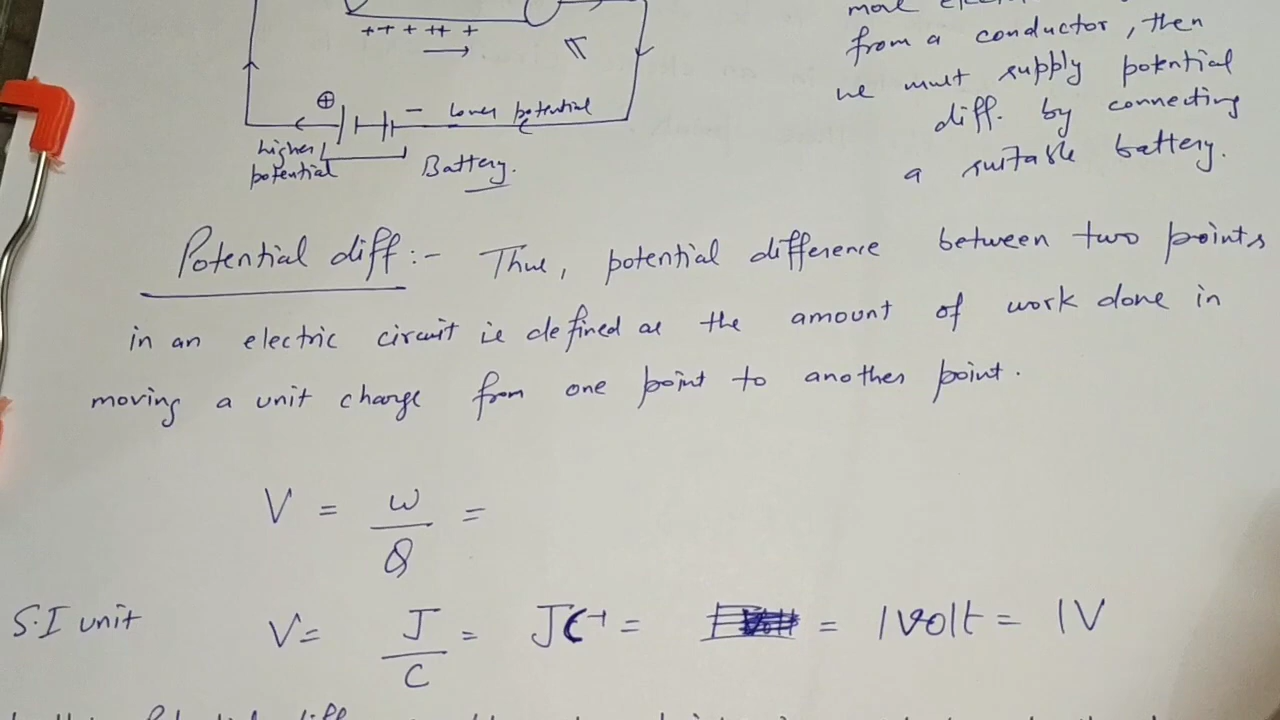 ++ + ++ +
⊕
− Lower potential
higher
potential
Battery.
from a conductor, then
we must supply potential
diff. by connecting
a suitable battery.
Potential diff:- Thus, potential difference between two points
in an electric circuit is defined as the amount of work done in
moving a unit charge from one point to another point.
V = W/Q =
S.I unit V = J/C = JC⁻¹ = = 1 volt = 1V